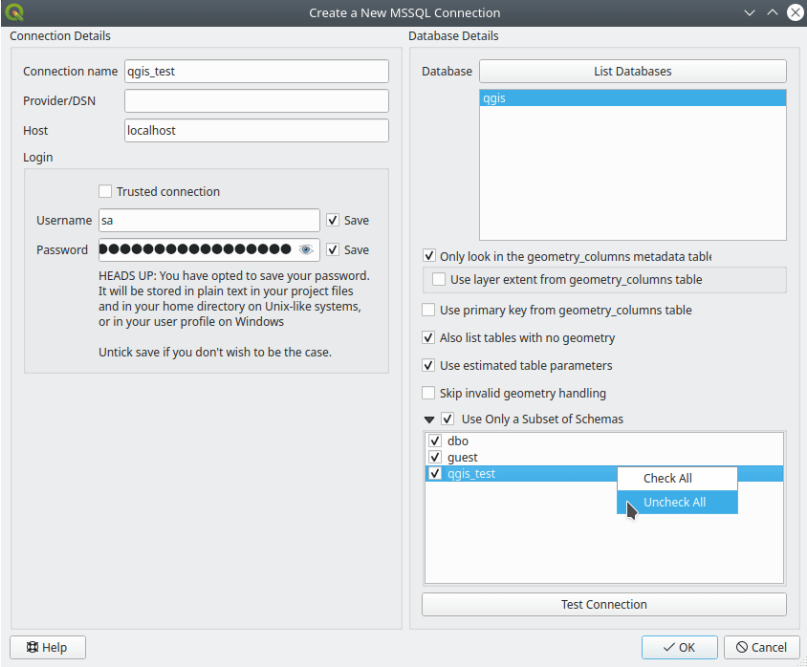 Create a New MSSQL Connection
Connection Details
Connection name qgis_test
Provider/DSN
Host localhost
Login
Trusted connection
Username sa Save
Password Save
HEADS UP: You have opted to save your password.
It will be stored in plain text in your project files
and in your home directory on Unix-like systems,
or in your user profile on Windows
Untick save if you don't wish to be the case.
Database Details
Database List Databases
qgis
Only look in the geometry_columns metadata table
Use layer extent from geometry_columns table
Use primary key from geometry_columns table
Also list tables with no geometry
Use estimated table parameters
Skip invalid geometry handling
Use Only a Subset of Schemas
dbo
guest
qgis_test
Check All
Uncheck All
Test Connection
Help
OK
Cancel